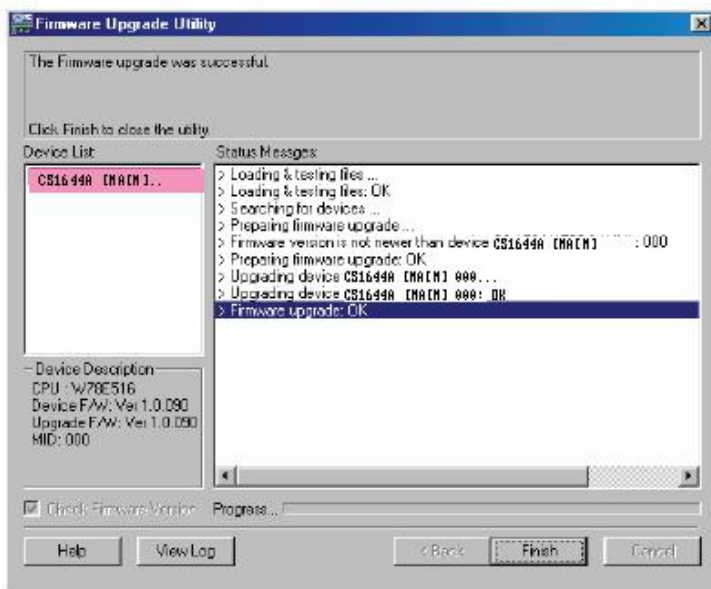 Firmware Upgrade Utility
The Firmware upgrade was successful.
Click Finish to close the utility
Device List:
CS1644A [MAIN]..
Device Description
CPU : W78E516
Device F/W: Ver 1.0.090
Upgrade F/W: Ver 1.0.090
MID: 000
Status Messges:
> Loading & testing files ...
> Loading & testing files: OK
> Searching for devices ...
> Preparing firmware upgrade ...
> Firmware version is not newer than device CS1644A [MAIN] : 000
> Preparing firmware upgrade: OK
> Upgrading device CS1644A [MAIN] 000...
> Upgrading device CS1644A [MAIN] 000: OK
> Firmware upgrade: OK
Check Firmware Version
Progress...
Help
View Log
< Back
Finish
Cancel